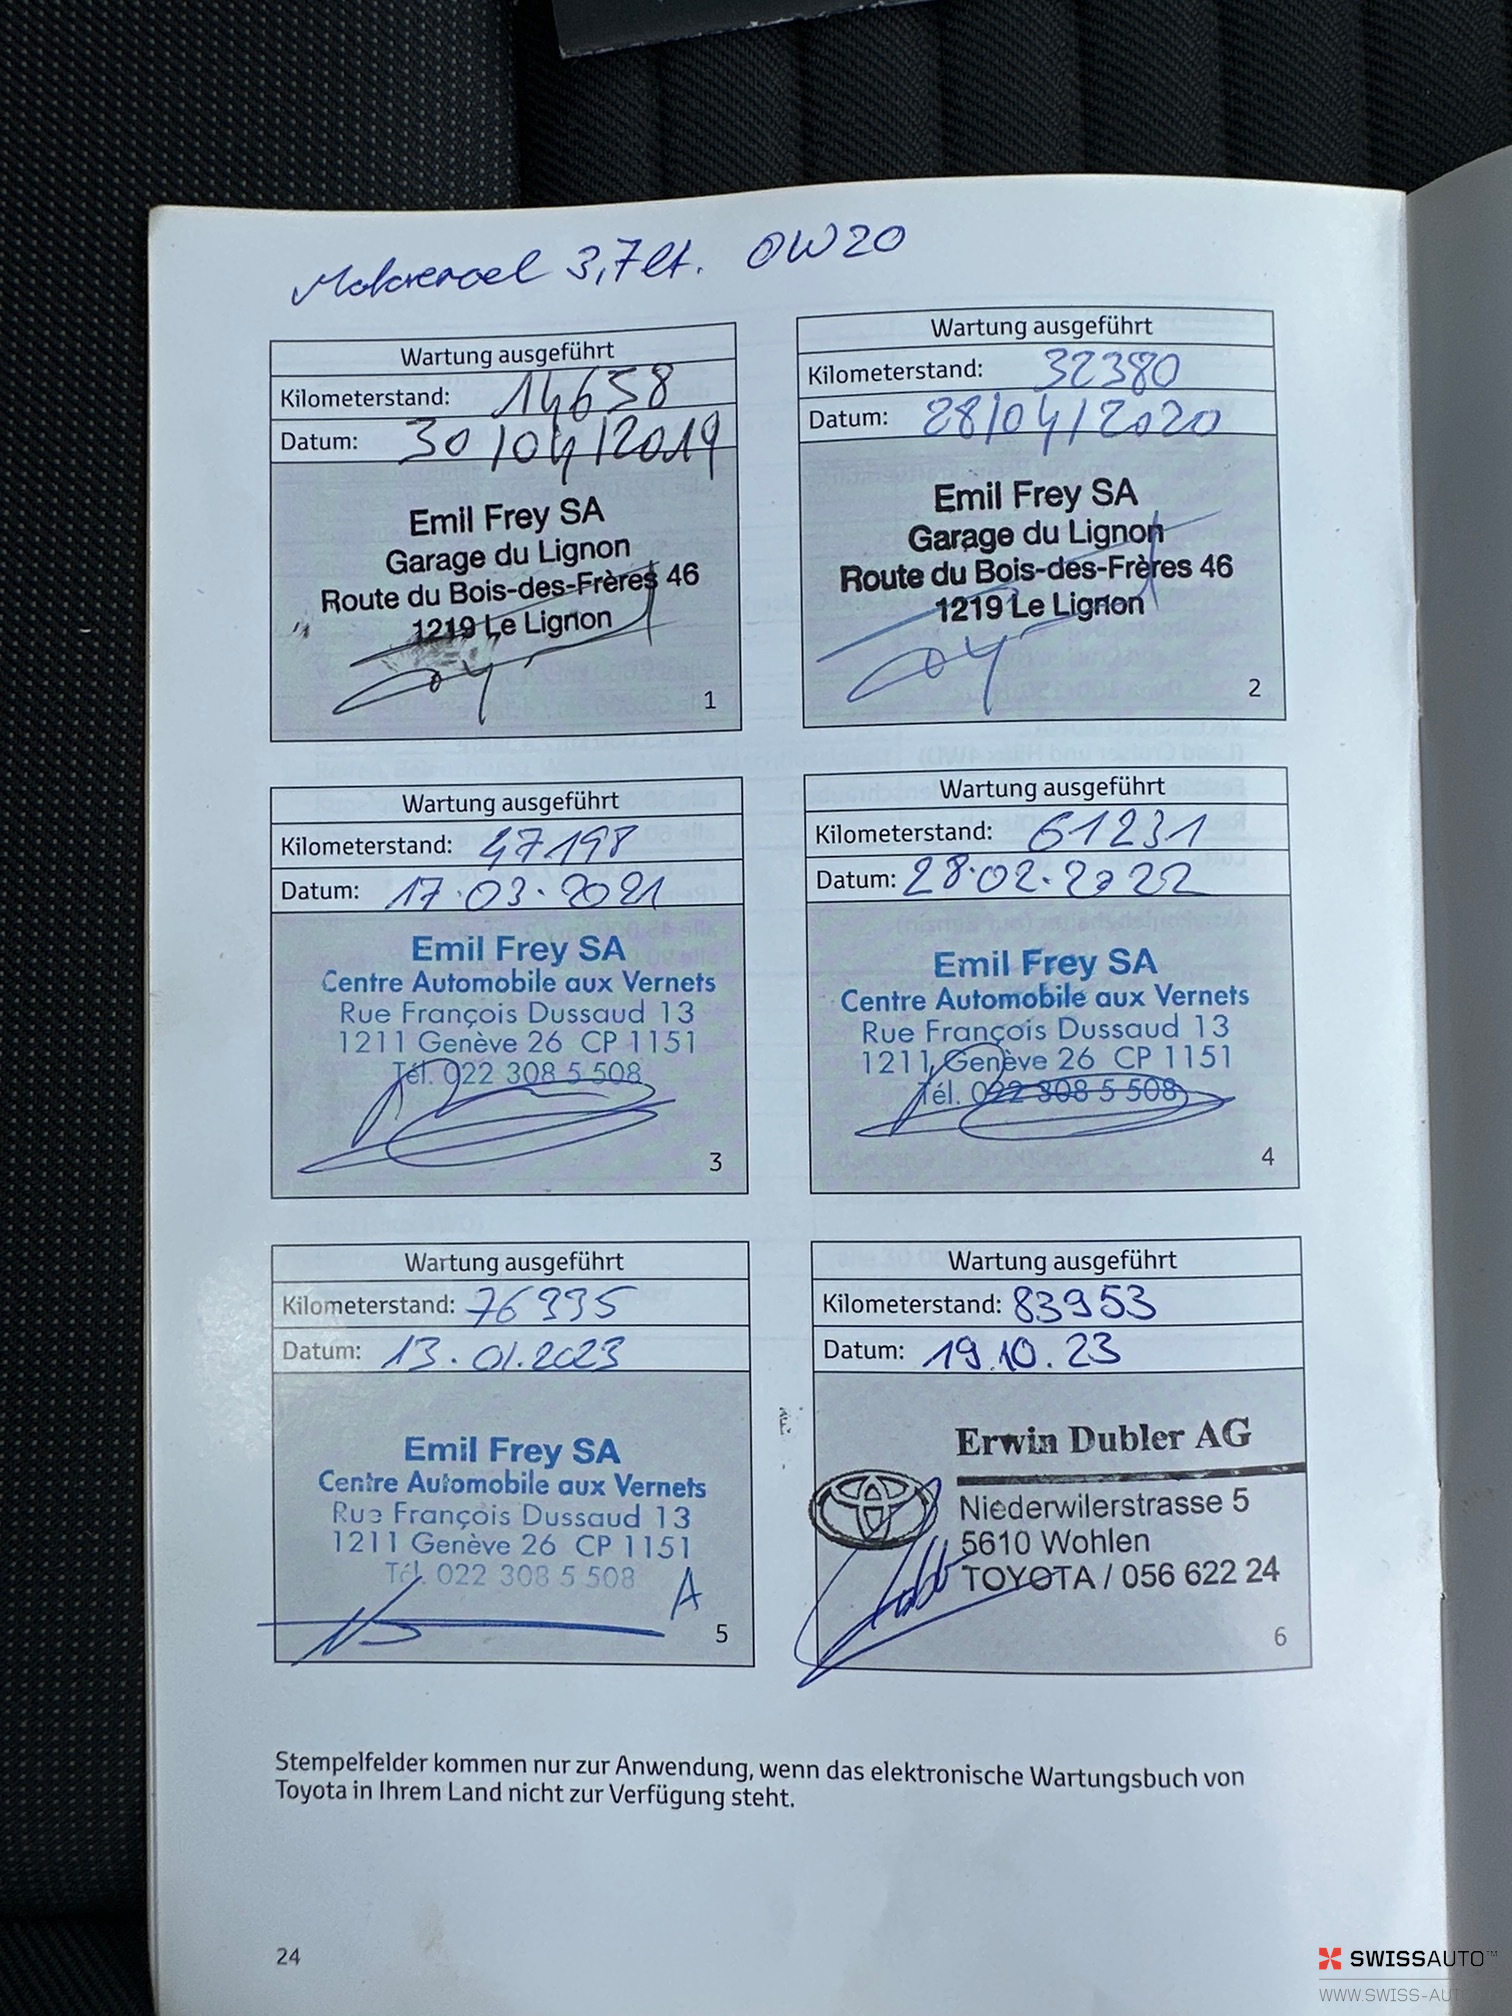 Motorenoel 3,7lt. 0W20
Wartung ausgeführt
Kilometerstand: 14658
Datum: 30/04/2019
Emil Frey SA
Garage du Lignon
Route du Bois-des-Frères 46
1219 Le Lignon
1
Wartung ausgeführt
Kilometerstand: 32380
Datum: 28/04/2020
Emil Frey SA
Garage du Lignon
Route du Bois-des-Frères 46
1219 Le Lignon
2
Wartung ausgeführt
Kilometerstand: 47198
Datum: 17.03.2021
Emil Frey SA
Centre Automobile aux Vernets
Rue François Dussaud 13
1211 Genève 26 CP 1151
Tél. 022 308 5 508
3
Wartung ausgeführt
Kilometerstand: 61231
Datum: 28.02.2022
Emil Frey SA
Centre Automobile aux Vernets
Rue François Dussaud 13
1211 Genève 26 CP 1151
Tél. 022 308 5 508
4
Wartung ausgeführt
Kilometerstand:
Datum: 13.01.2023
Emil Frey SA
Centre Automobile aux Vernets
Rue François Dussaud 13
1211 Genève 26 CP 1151
Tél. 022 308 5 508
A
5
Wartung ausgeführt
Kilometerstand: 83953
Datum: 19.10.23
Erwin Dubler AG
Niederwilerstrasse 5
5610 Wohlen
TOYOTA / 056 622 24
6
Stempelfelder kommen nur zur Anwendung, wenn das elektronische Wartungsbuch von
Toyota in Ihrem Land nicht zur Verfügung steht.
24
SWISSAUTO™
WWW.SWISS-AUT